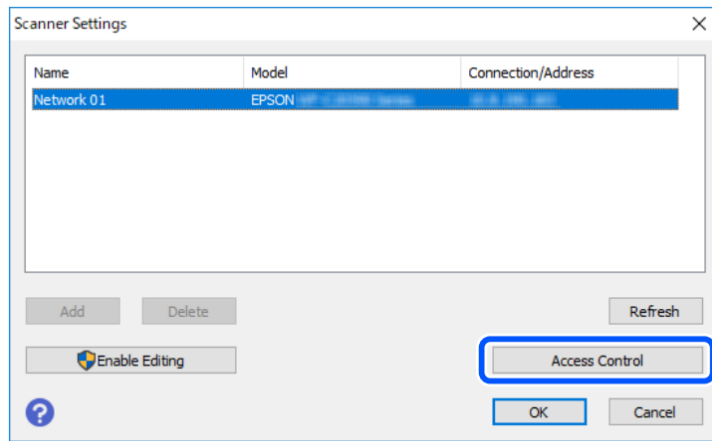 Scanner Settings
Name Model Connection/Address
Network 01 EPSON
Add Delete Refresh
Enable Editing Access Control
? OK Cancel